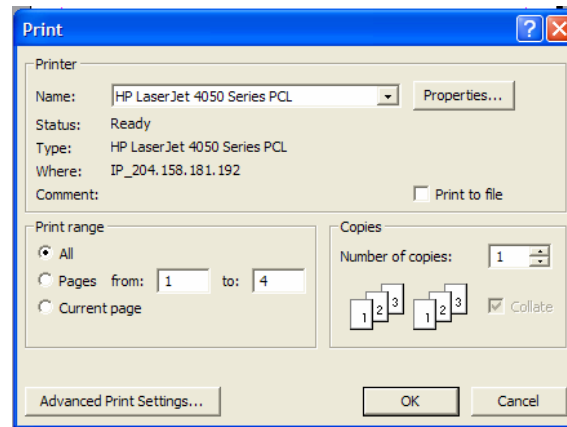 Print
Printer
Name: HP LaserJet 4050 Series PCL Properties...
Status: Ready
Type: HP LaserJet 4050 Series PCL
Where: IP_204.158.181.192
Comment: Print to file
Print range
All
Pages from: 1 to: 4
Current page
Copies
Number of copies: 1
1 2 3 1 2 3 Collate
Advanced Print Settings... OK Cancel